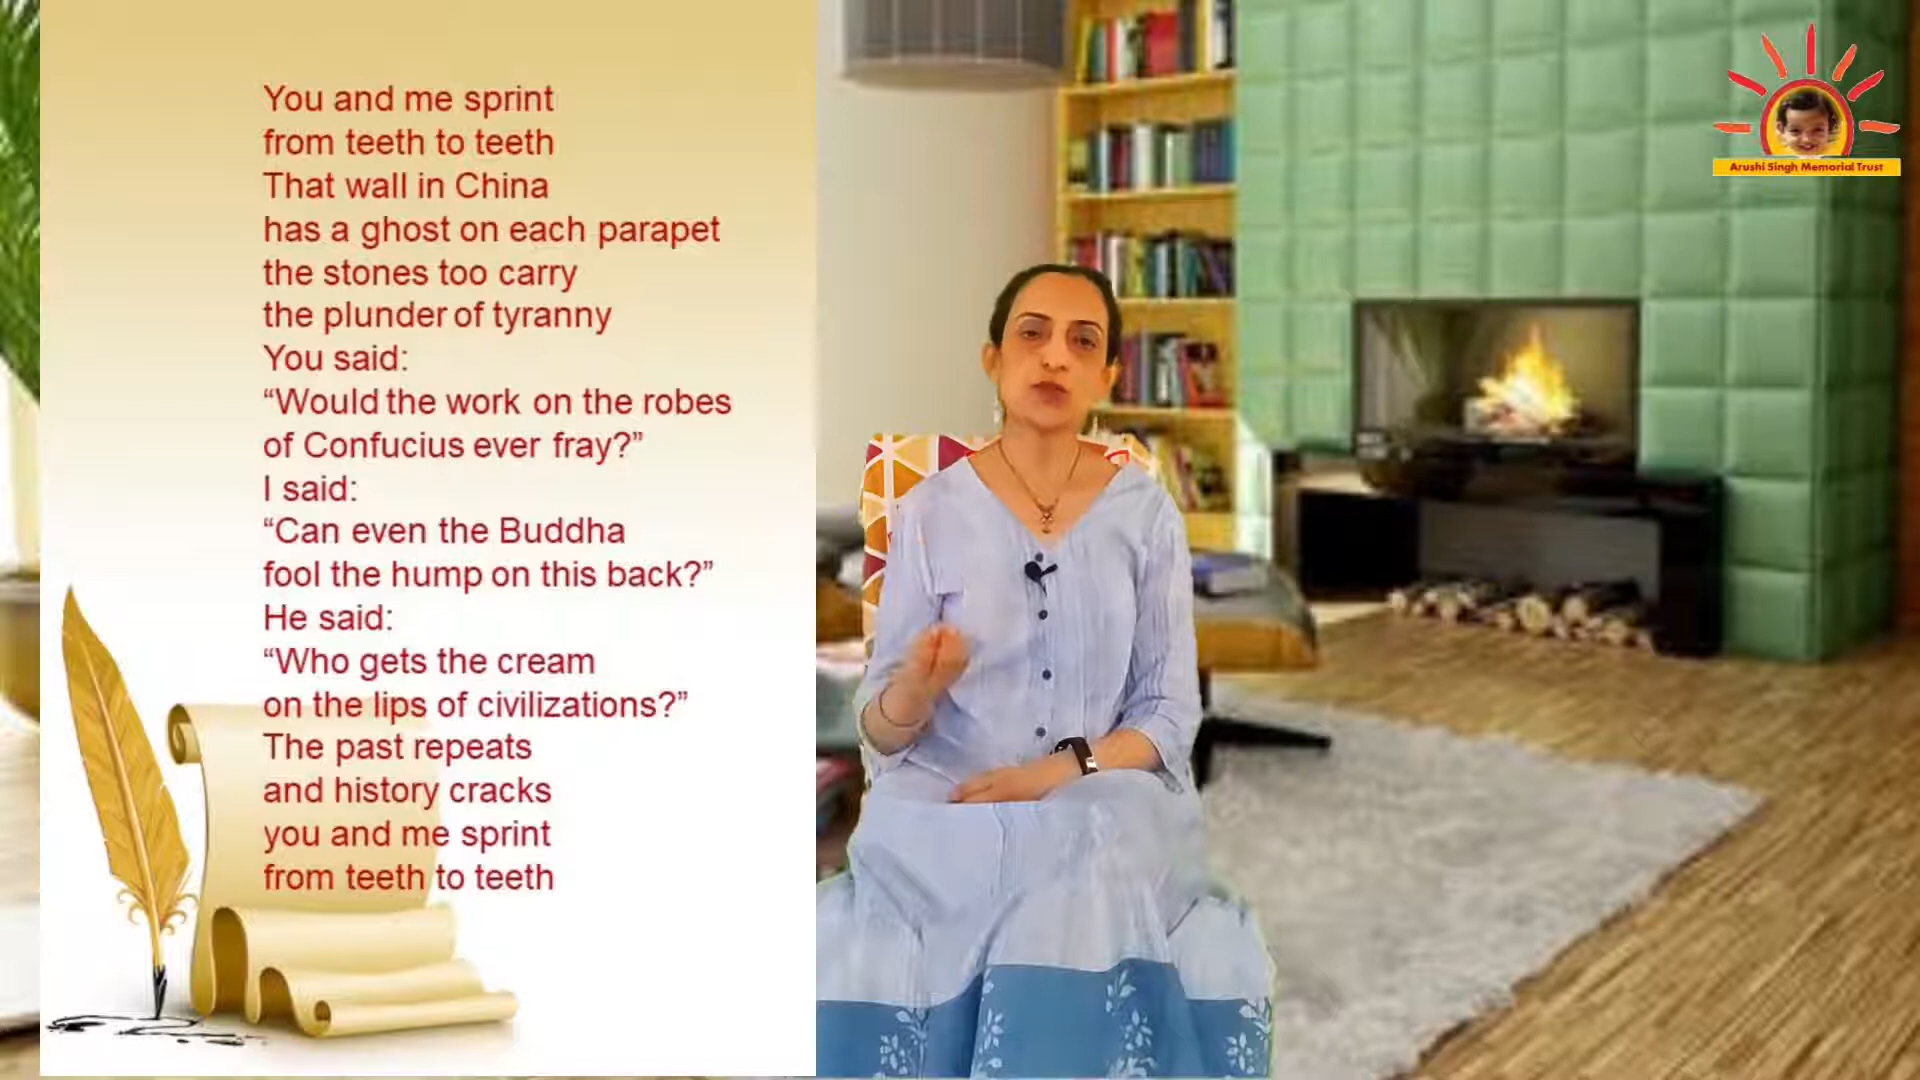 You and me sprint
from teeth to teeth
That wall in China
has a ghost on each parapet
the stones too carry
the plunder of tyranny
You said:
“Would the work on the robes
of Confucius ever fray?”
I said:
“Can even the Buddha
fool the hump on this back?”
He said:
“Who gets the cream
on the lips of civilizations?”
The past repeats
and history cracks
you and me sprint
from teeth to teeth
Arushi Singh Memorial Trust